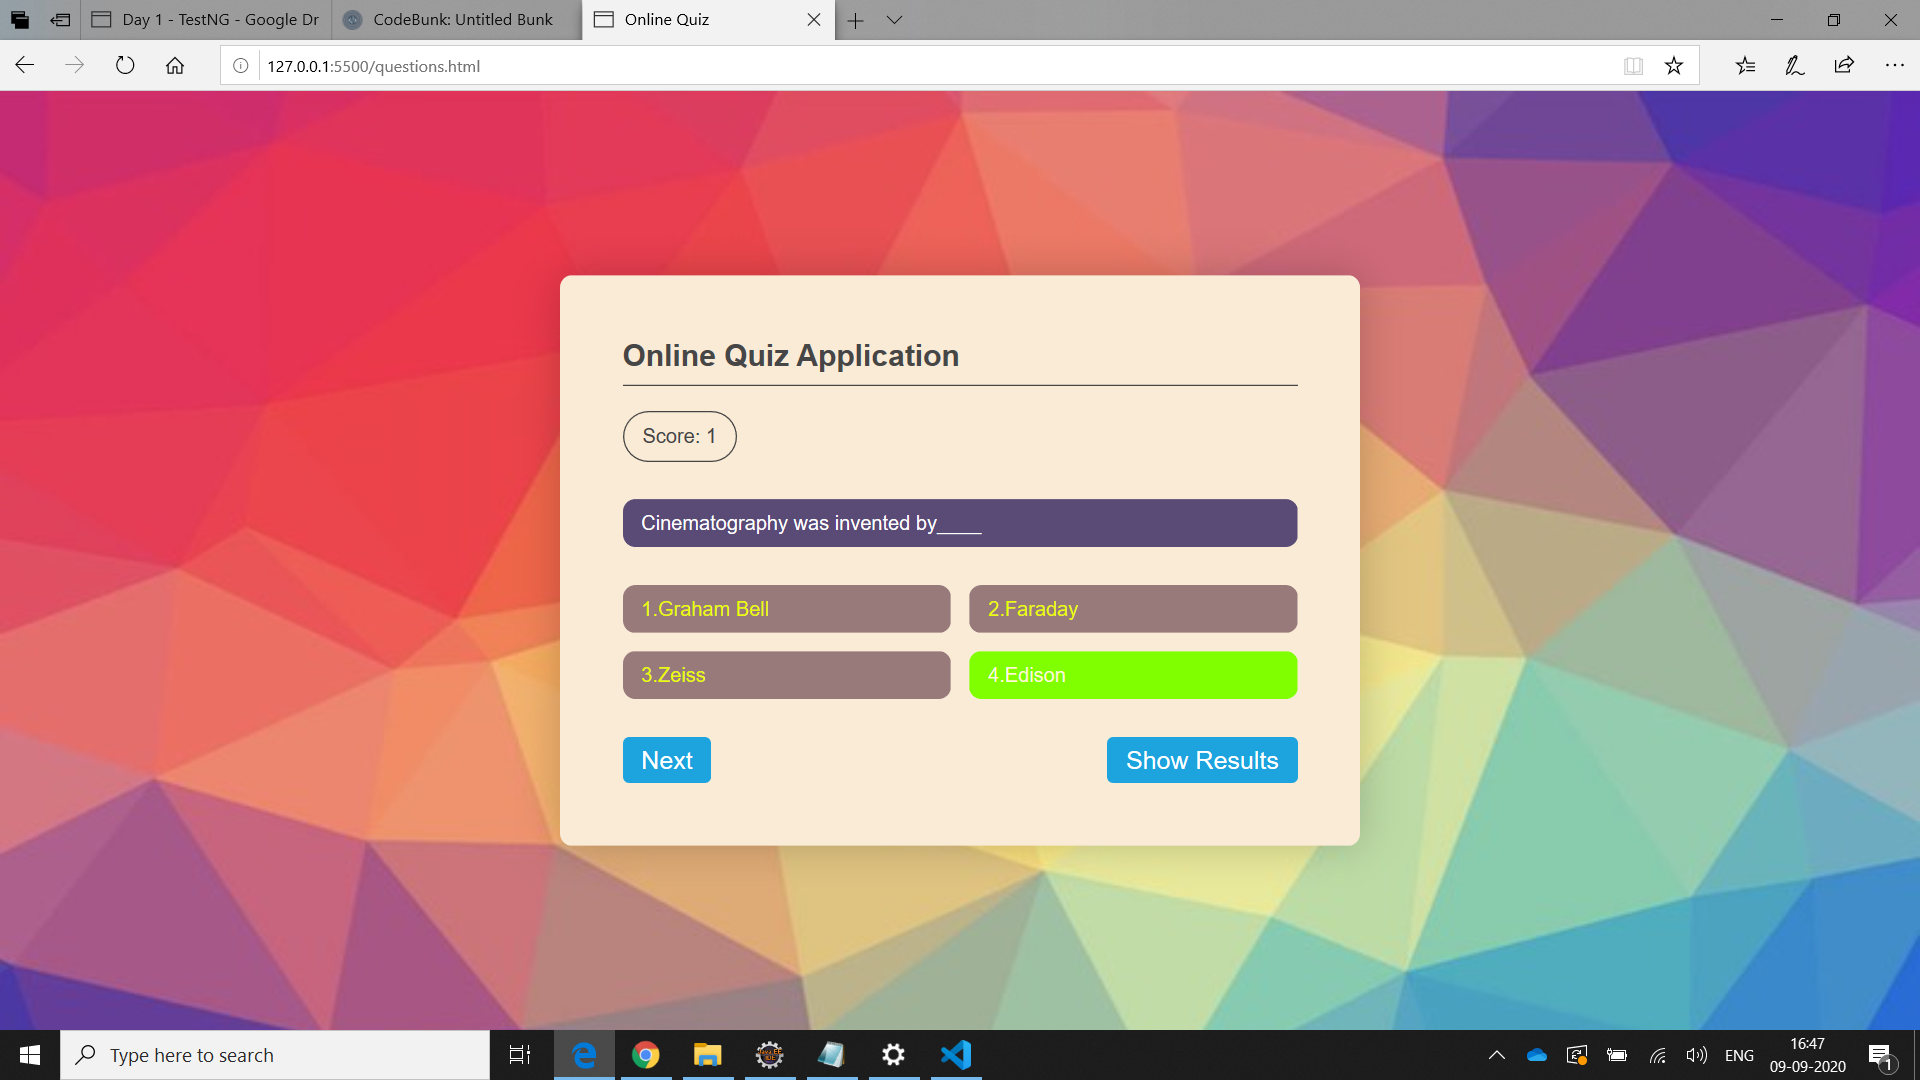 Day 1 - TestNG - Google Dr
CodeBunk: Untitled Bunk
Online Quiz
127.0.0.1:5500/questions.html
Online Quiz Application
Score: 1
Cinematography was invented by____
1.Graham Bell
2.Faraday
3.Zeiss
4.Edison
Next
Show Results
Type here to search
ENG
16:47
09-09-2020
1